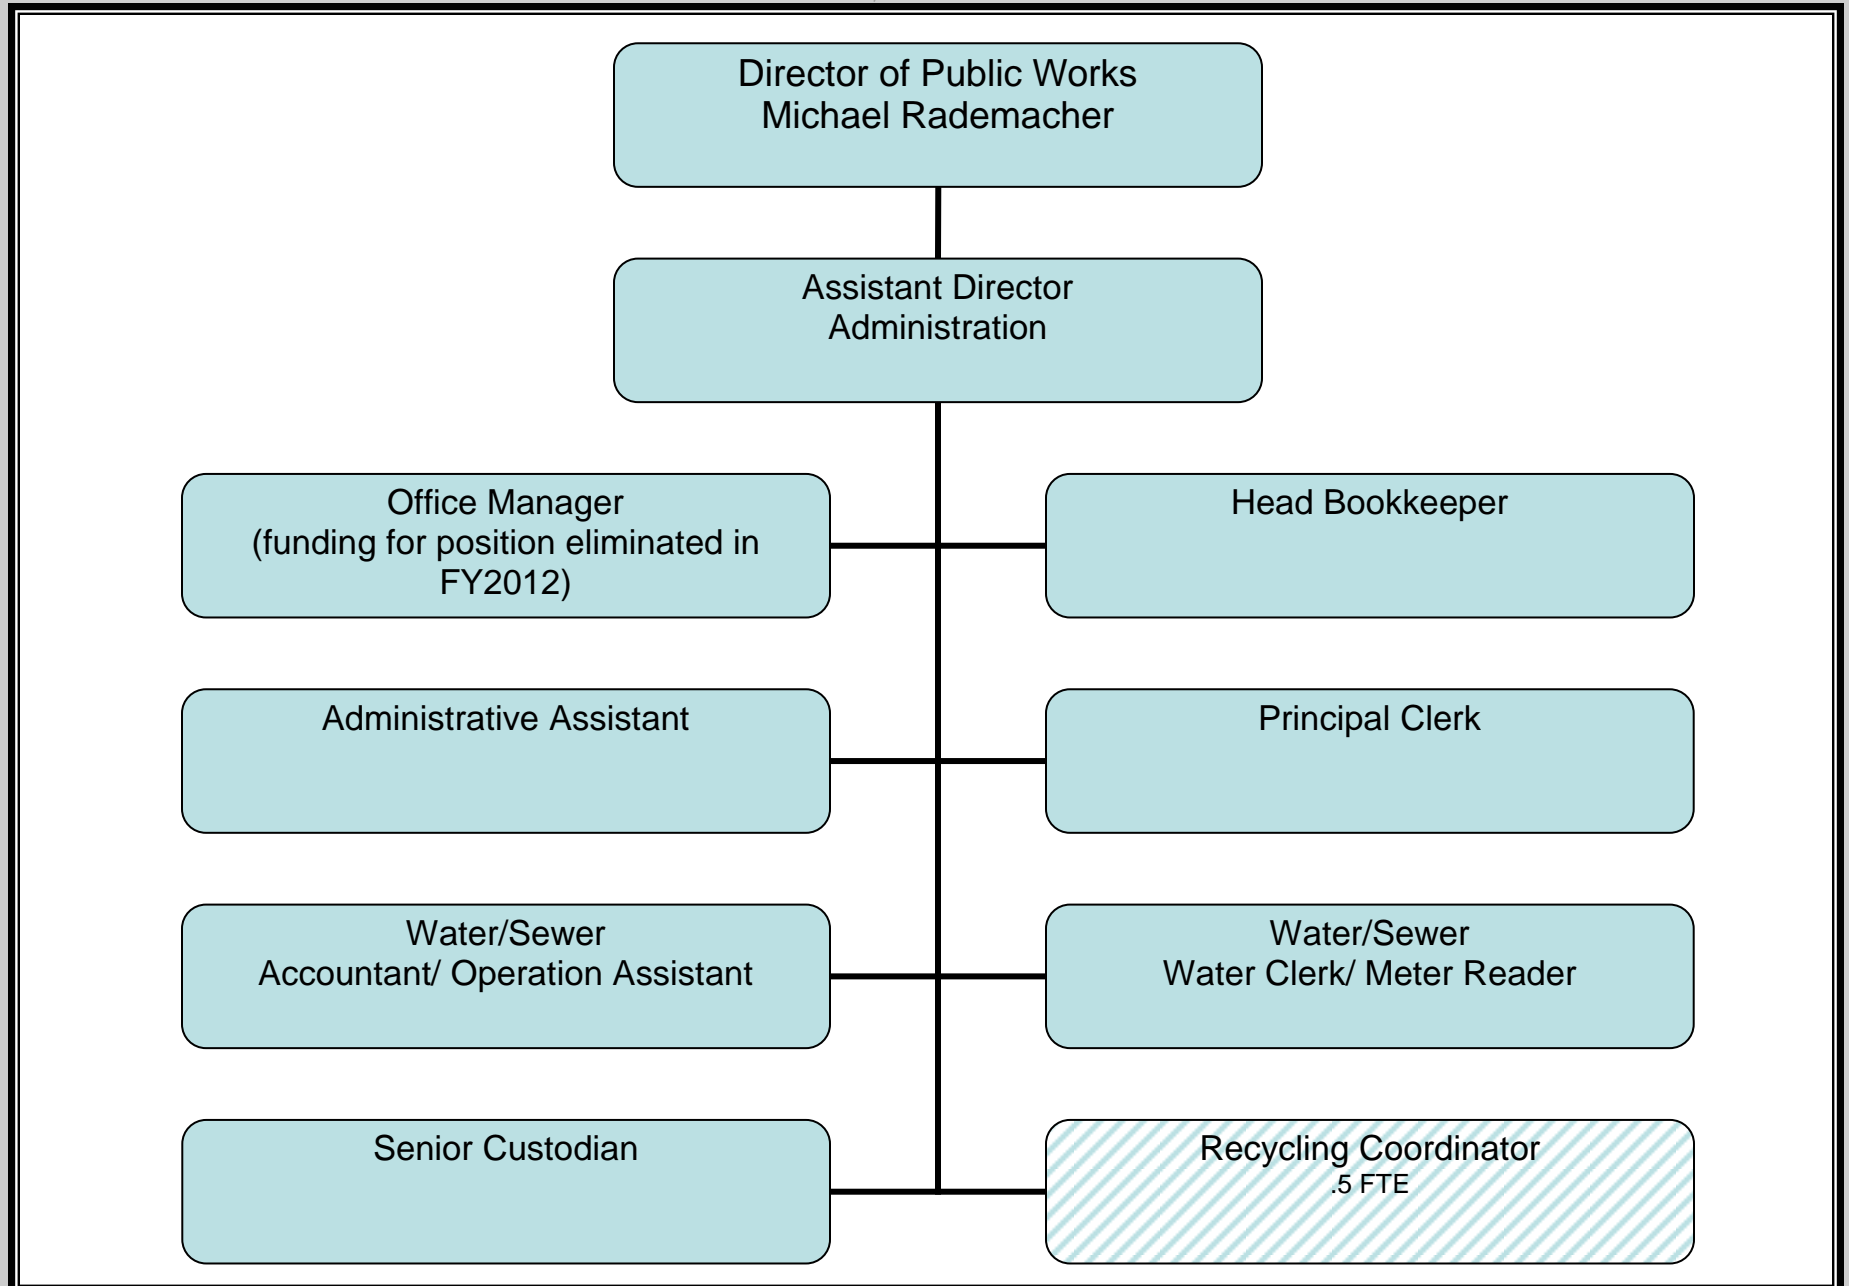 Director of Public Works
Michael Rademacher
Assistant Director
Administration
Office Manager
(funding for position eliminated in
FY2012)
Head Bookkeeper
Administrative Assistant
Principal Clerk
Water/Sewer
Accountant/ Operation Assistant
Water/Sewer
Water Clerk/ Meter Reader
Senior Custodian
Recycling Coordinator
.5 FTE